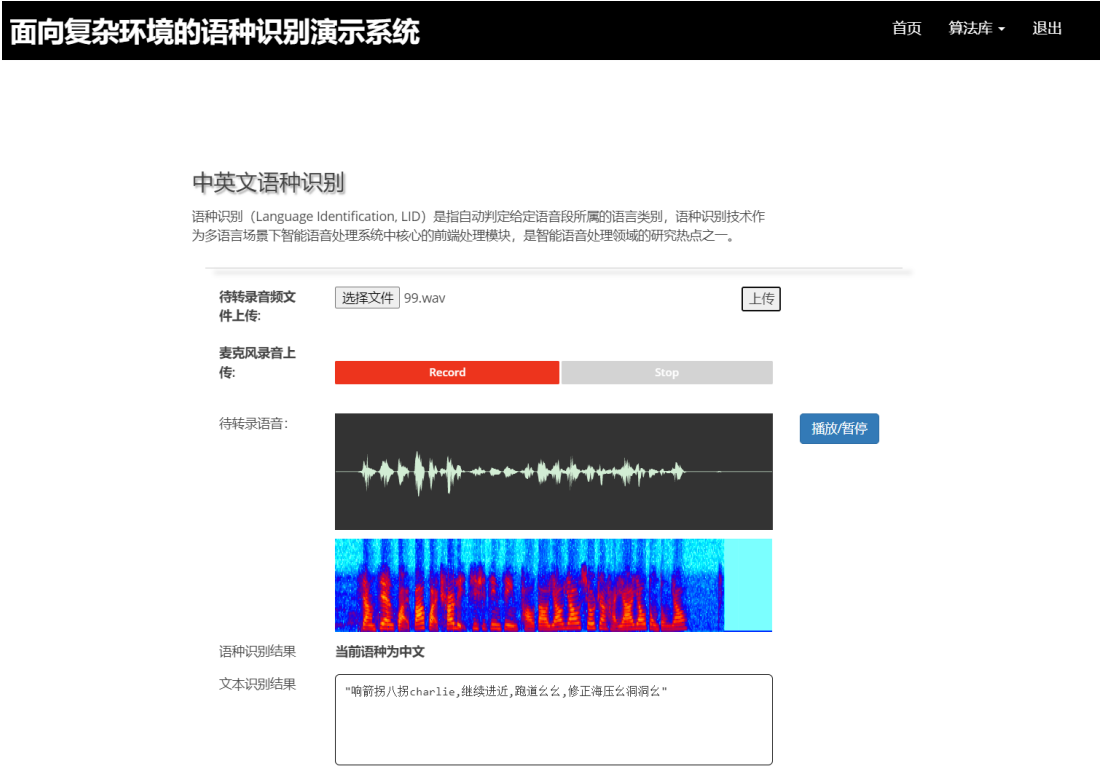 面向复杂环境的语种识别演示系统
首页 算法库 退出
中英文语种识别
语种识别（Language Identification, LID）是指自动判定给定语音段所属的语言类别，语种识别技术作
为多语言场景下智能语音处理系统中核心的前端处理模块，是智能语音处理领域的研究热点之一。
待转录音频文
件上传:
选择文件 99.wav
上传
麦克风录音上
传:
Record Stop
待转录语音：
播放/暂停
语种识别结果 当前语种为中文
文本识别结果
"响箭拐八拐charlie,继续进近,跑道幺幺,修正海压幺洞洞幺"